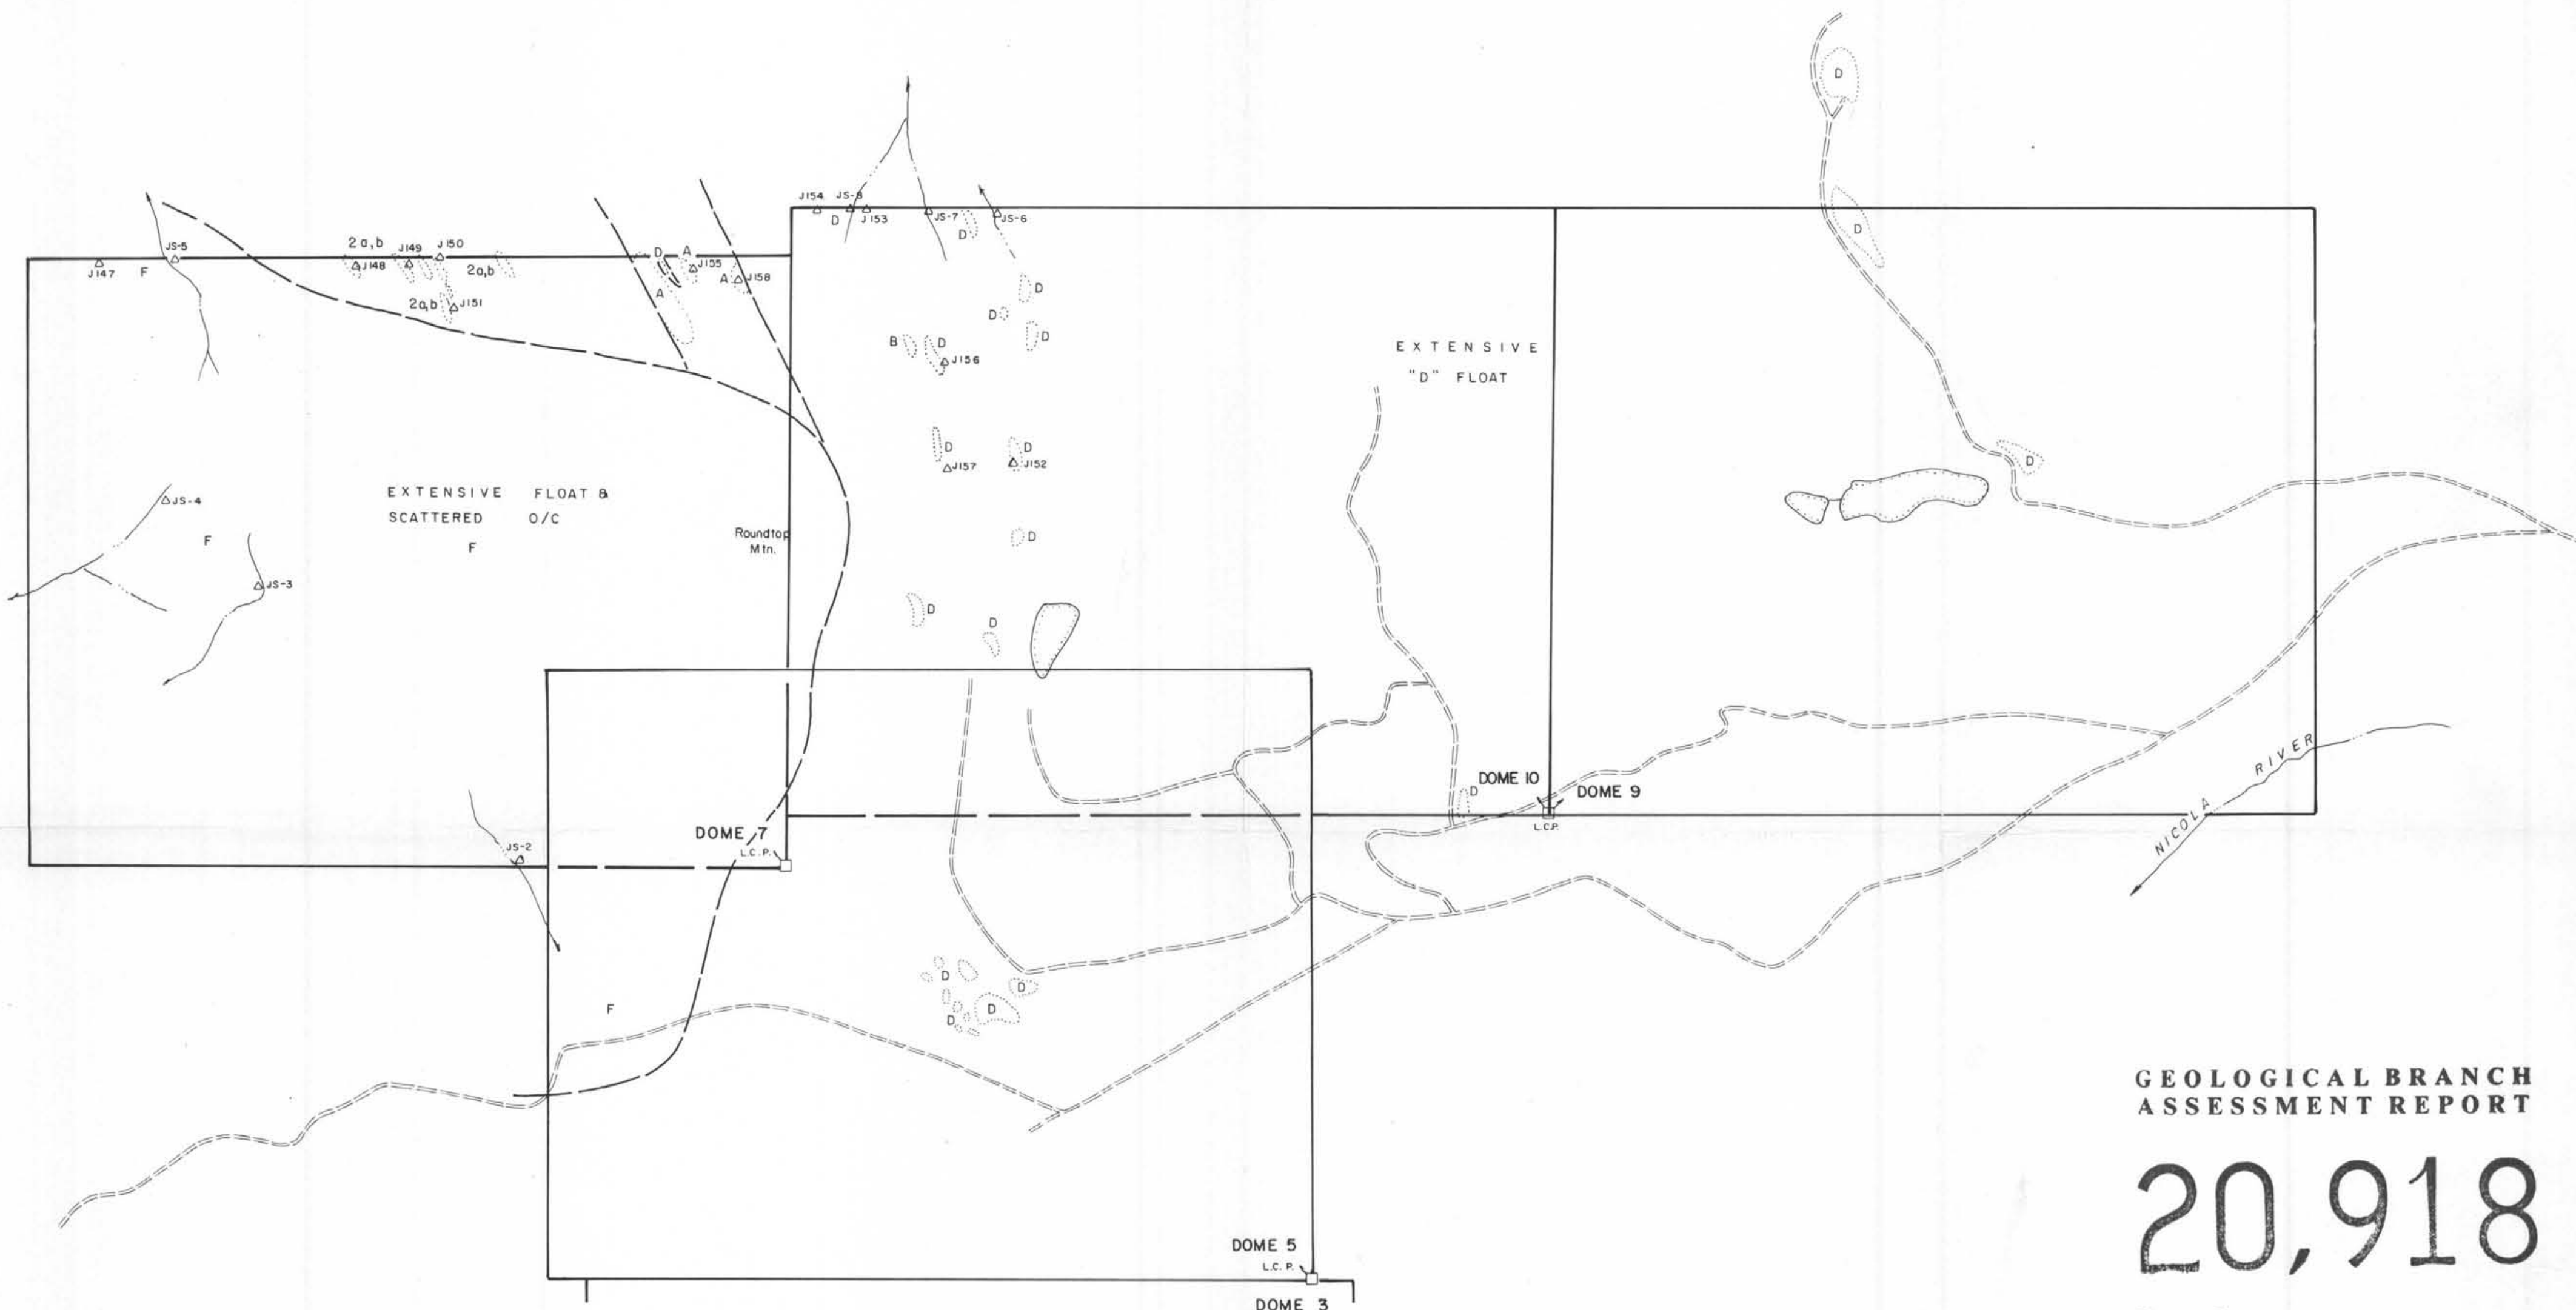 D
D
J154 JS-8
D J153
JS-7
JS-6
D
JS-5
J147
F
2a,b
J149
J150
J148
2a,b
2a,b
J151
D
A
J155
A
A
J158
D
D
D
B
D
J156
EXTENSIVE
"D" FLOAT
D
J157
D
J152
D
EXTENSIVE FLOAT &
SCATTERED O/C
F
JS-4
F
JS-3
Roundtop
Mtn.
D
D
D
NICOLA RIVER
D
DOME 10
DOME 9
L.C.P.
DOME 7
L.C.P.
JS-2
F
D
D
D
D
GEOLOGICAL BRANCH
ASSESSMENT REPORT
20,918
DOME 5
L.C.P.
DOME 3